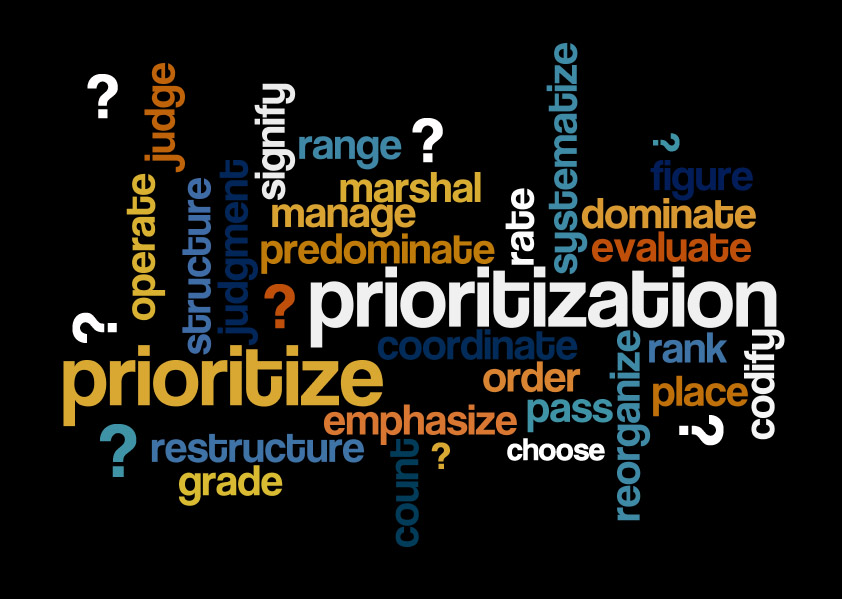 ?
judge
systematize
signify
range
?
?
figure
marshal
operate
structure
judgment
manage
rate
dominate
predominate
evaluate
?
prioritization
?
coordinate
rank
codify
prioritize
order
reorganize
place
emphasize
pass
?
?
restructure
count
?
choose
grade